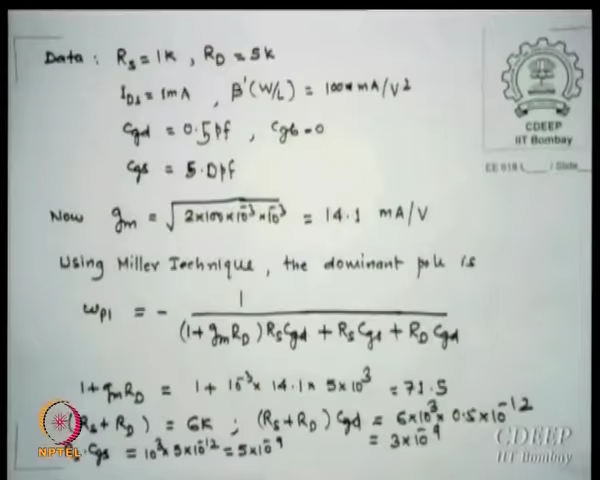 Data : Rs = 1K , RD = 5K
IDS = 1mA , β'(W/L) = 100 mA/V²
Cgd = 0.5pf , Cgb = 0
Cgs = 5.0pf
CDEEP
IIT Bombay
EE 618 L____ / Slide____
Now gm = √(2×100×10⁻³×10⁻³) = 14.1 mA/V
Using Miller Technique, the dominant pole is
ωp1 = - 1 / ((1+gmRD)RsCgd + RsCgs + RDCgd)
1+gmRD = 1 + 10⁻³ × 14.1 × 5×10³ = 71.5
(Rs + RD) = 6K ; (Rs+RD) Cgd = 6×10³ × 0.5×10⁻¹²
Cgs = 10³×5×10⁻¹² = 5×10⁻⁹ = 3×10⁻⁹
NPTEL
CDEEP
IIT Bombay